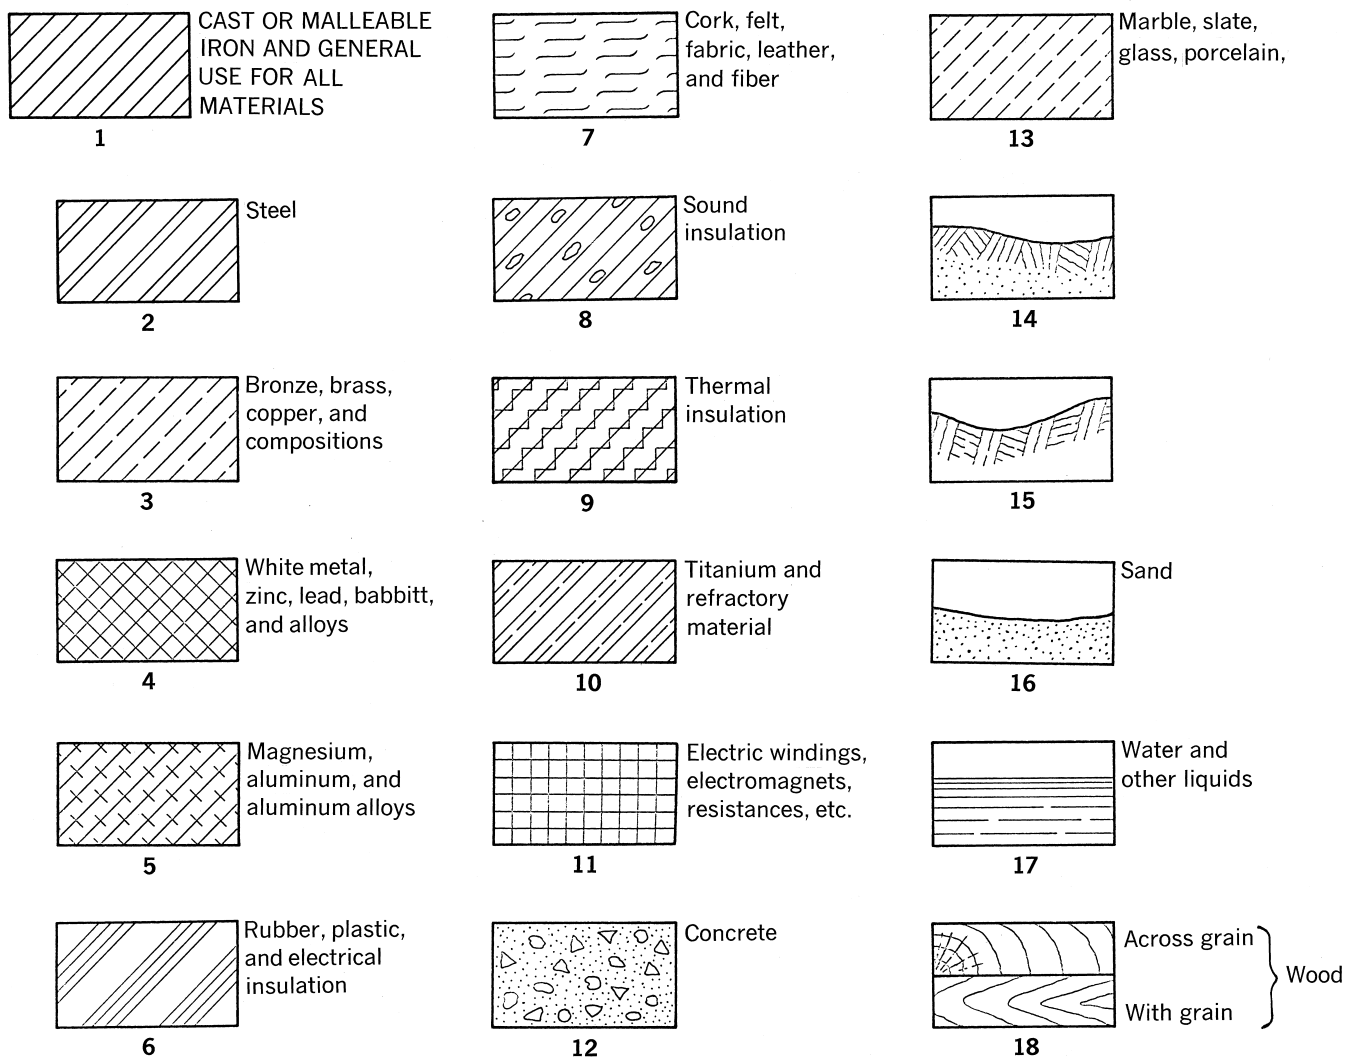 CAST OR MALLEABLE
IRON AND GENERAL
USE FOR ALL
MATERIALS
1
Steel
2
Bronze, brass,
copper, and
compositions
3
White metal,
zinc, lead, babbitt,
and alloys
4
Magnesium,
aluminum, and
aluminum alloys
5
Rubber, plastic,
and electrical
insulation
6
Cork, felt,
fabric, leather,
and fiber
7
Sound
insulation
8
Thermal
insulation
9
Titanium and
refractory
material
10
Electric windings,
electromagnets,
resistances, etc.
11
Concrete
12
Marble, slate,
glass, porcelain,
13
14
15
Sand
16
Water and
other liquids
17
Across grain
Wood
With grain
18